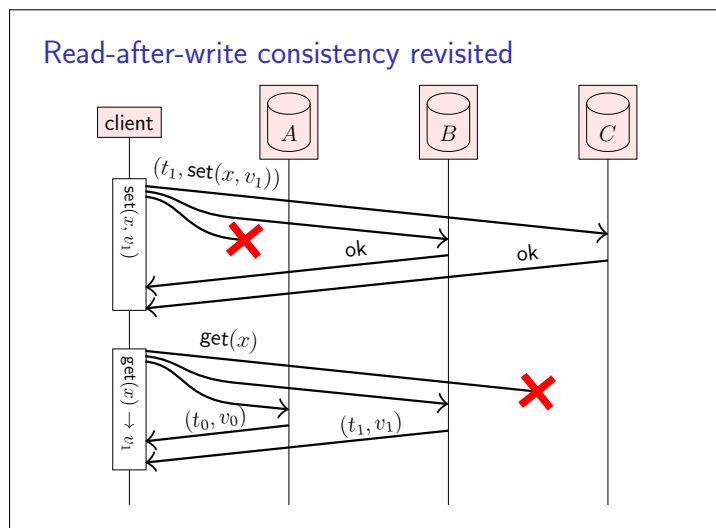 Read-after-write consistency revisited
client
A
B
C
(t₁, set(x, v₁))
set(x, v₁)
ok
ok
get(x)
get(x) → v₁
(t₀, v₀)
(t₁, v₁)